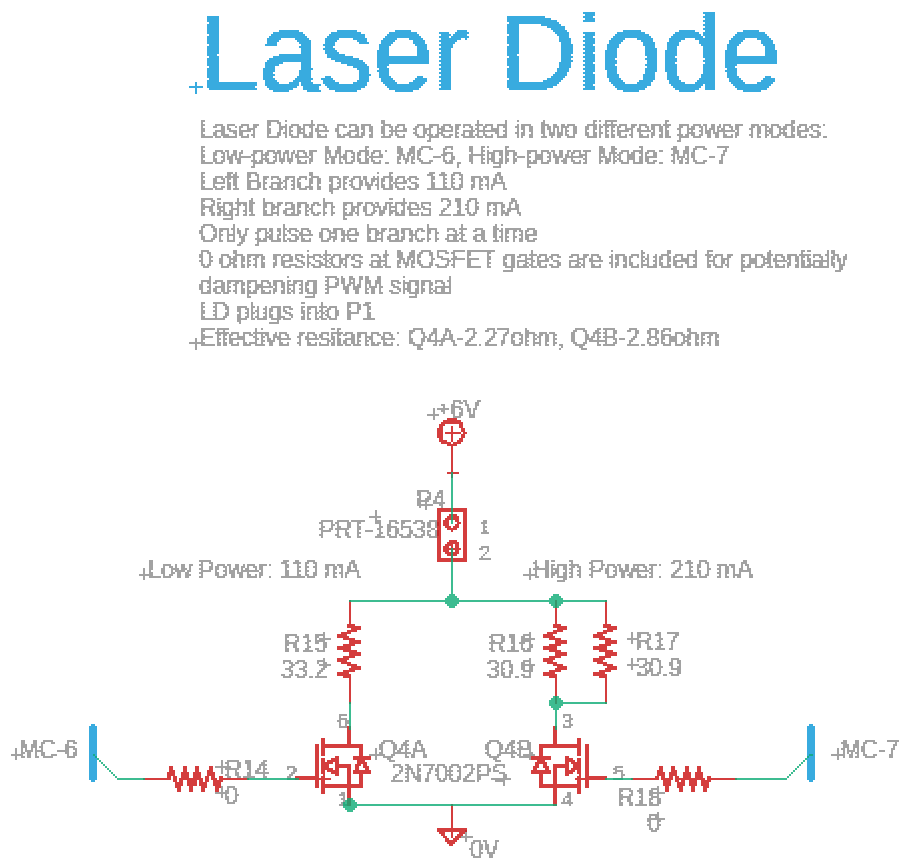 Laser Diode
Laser Diode can be operated in two different power modes:
Low-power Mode: MC-6, High-power Mode: MC-7
Left Branch provides 110 mA
Right branch provides 210 mA
Only pulse one branch at a time
0 ohm resistors at MOSFET gates are included for potentially
dampening PWM signal
LD plugs into P1
Effective resitance: Q4A-2.27ohm, Q4B-2.86ohm
+6V
P4
PRT-16538
1
2
Low Power: 110 mA
High Power: 210 mA
R15
33.2
R16
30.9
R17
30.9
6
3
MC-6
Q4A
Q4B
MC-7
R14
0
2
2N7002PS
5
R18
0
1
4
0V